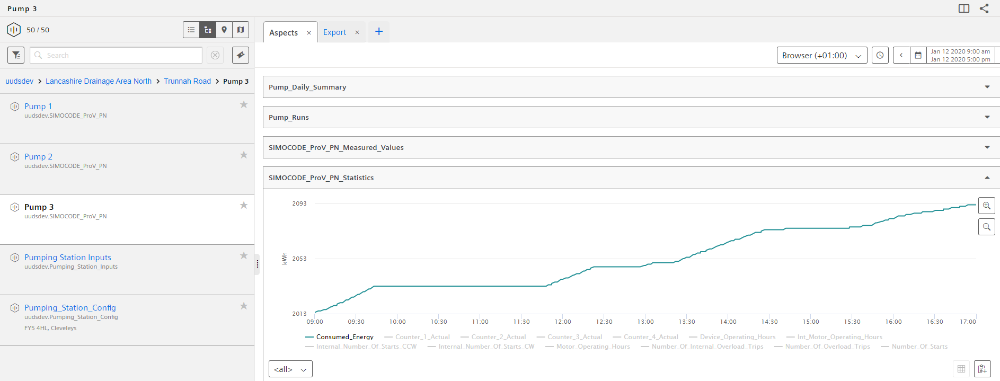 Pump 3
50 / 50
Search
uudsdev > Lancashire Drainage Area North > Trunnah Road > Pump 3
Pump 1
uudsdev.SIMOCODE_ProV_PN
Pump 2
uudsdev.SIMOCODE_ProV_PN
Pump 3
uudsdev.SIMOCODE_ProV_PN
Pumping Station Inputs
uudsdev.Pumping_Station_Inputs
Pumping_Station_Config
uudsdev.Pumping_Station_Config
FY5 4HL, Cleveleys
Aspects × Export × +
Browser (+01:00)
Jan 12 2020 9:00 am
Jan 12 2020 5:00 pm
Pump_Daily_Summary
Pump_Runs
SIMOCODE_ProV_PN_Measured_Values
SIMOCODE_ProV_PN_Statistics
2093
2053
2013
kWh
09:00 09:30 10:00 10:30 11:00 11:30 12:00 12:30 13:00 13:30 14:00 14:30 15:00 15:30 16:00 16:30 17:00
Consumed_Energy Counter_1_Actual Counter_2_Actual Counter_3_Actual Counter_4_Actual Device_Operating_Hours Int_Motor_Operating_Hours
Internal_Number_Of_Starts_CCW Internal_Number_Of_Starts_CW Motor_Operating_Hours Number_Of_Internal_Overload_Trips Number_Of_Overload_Trips Number_Of_Starts
<all>